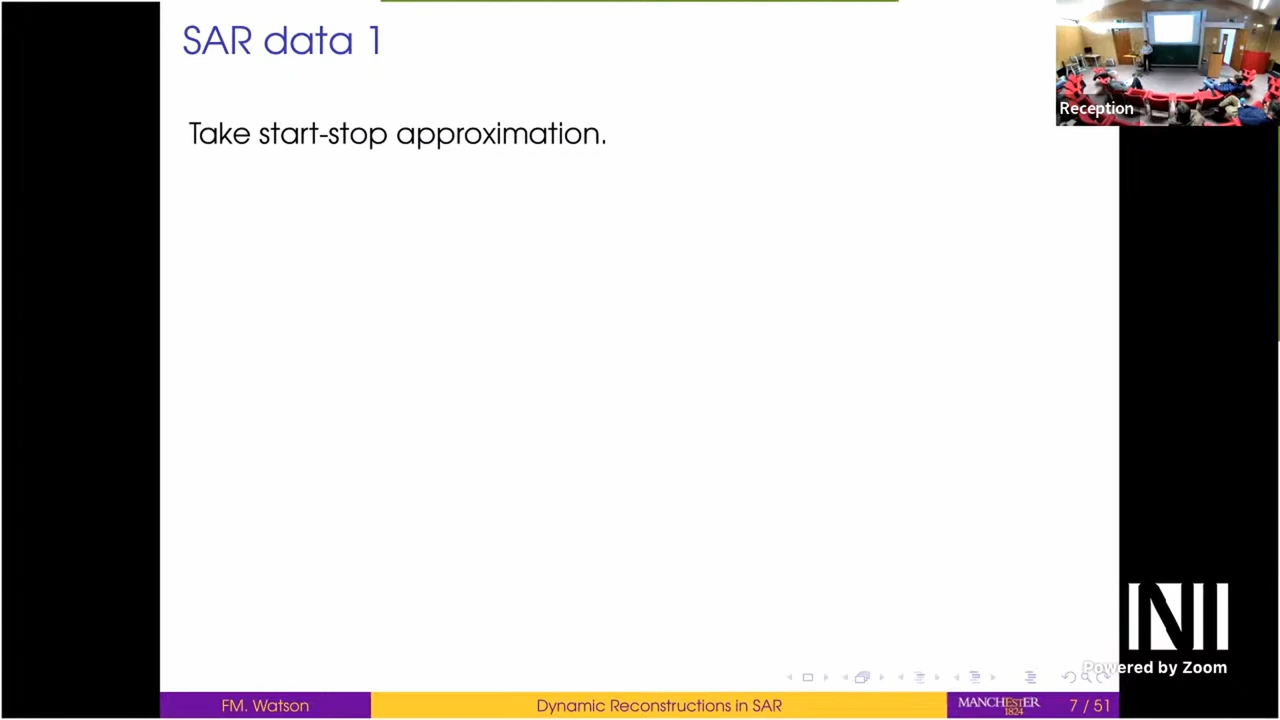 SAR data 1
Reception
Take start-stop approximation.
NI
Powered by Zoom
FM. Watson
Dynamic Reconstructions in SAR
MANCHESTER
1824
7 / 51